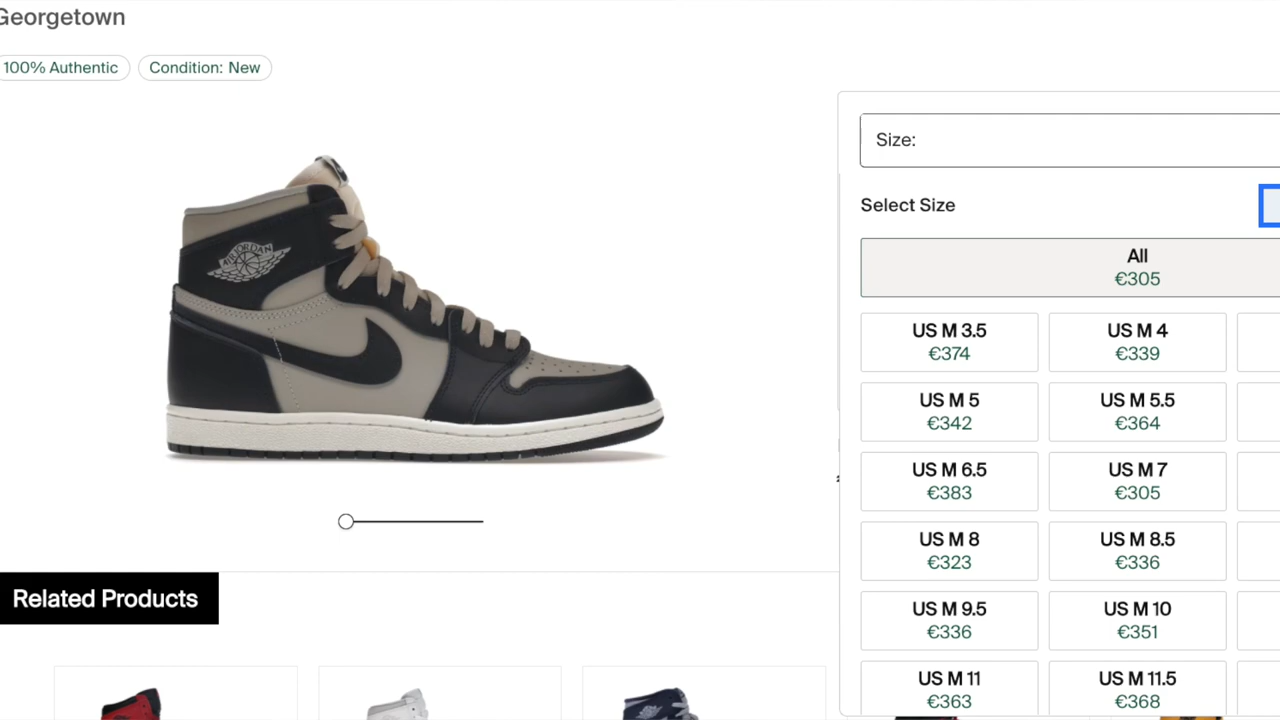 Georgetown
100% Authentic
Condition: New
Size:
Select Size
All
€305
US M 3.5
€374
US M 4
€339
US M 5
€342
US M 5.5
€364
US M 6.5
€383
US M 7
€305
US M 8
€323
US M 8.5
€336
US M 9.5
€336
US M 10
€351
US M 11
€363
US M 11.5
€368
AIR JORDAN
Related Products